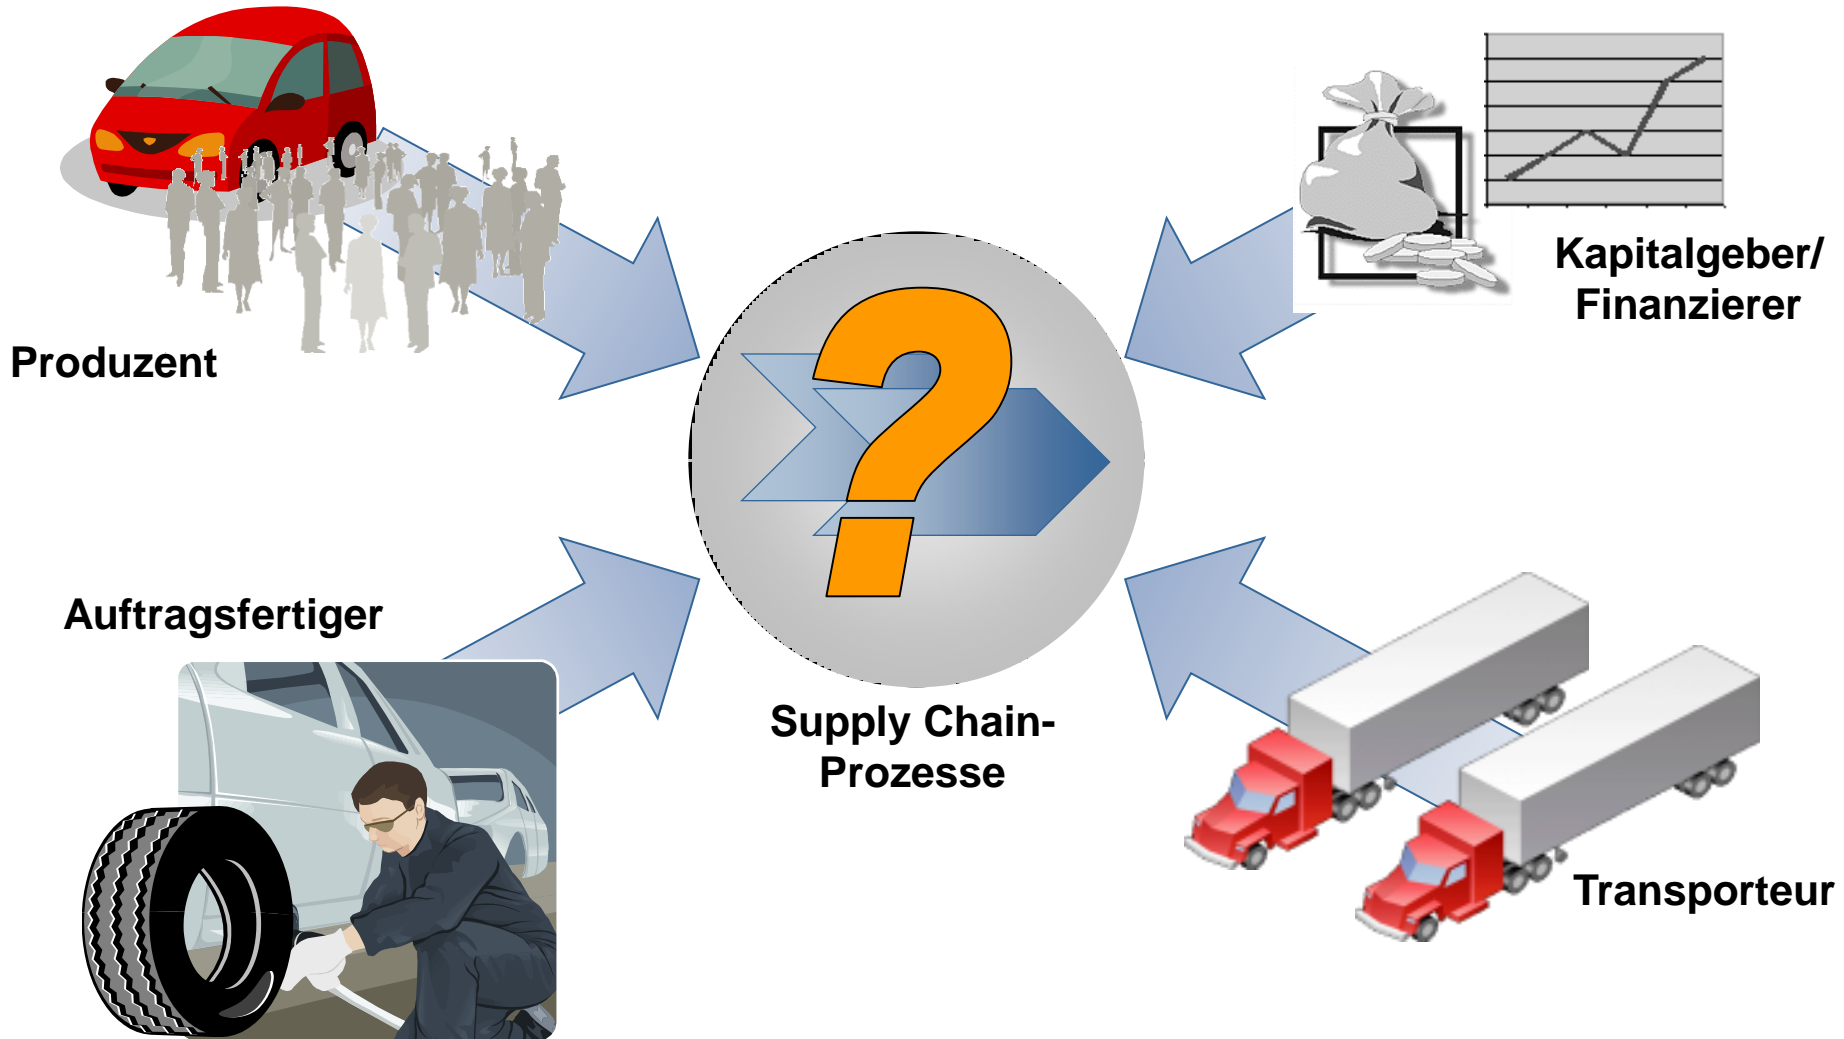 Kapitalgeber/
Finanzierer
Produzent
Auftragsfertiger
Supply Chain-
Prozesse
Transporteur